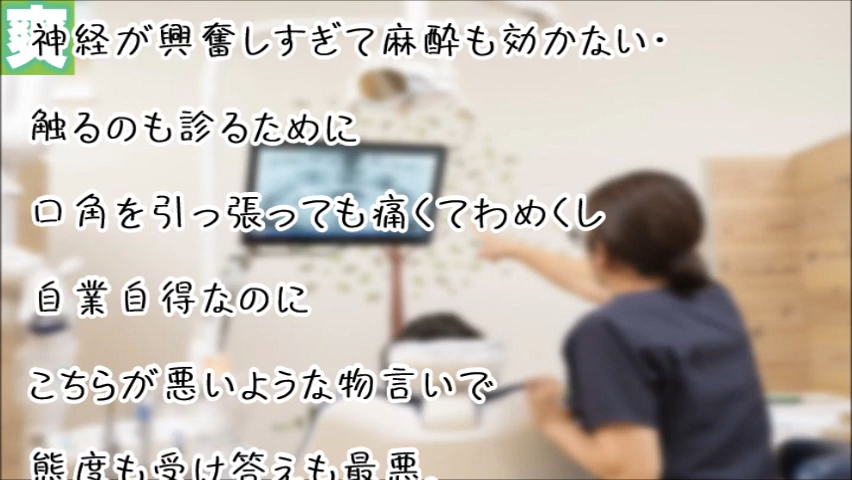 爽
神経が興奮しすぎて麻酔も効かない・
触るのも診るために
口角を引っ張っても痛くてわめくし
自業自得なのに
こちらが悪いような物言いで
態度も受け答えも最悪。